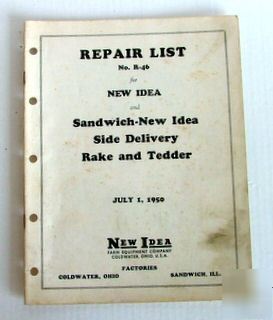 REPAIR LIST
No. R-46
for
NEW IDEA
and
Sandwich-New Idea
Side Delivery
Rake and Tedder
JULY 1, 1950
NEW IDEA
FARM EQUIPMENT COMPANY
COLDWATER, OHIO, U.S.A.
FACTORIES
COLDWATER, OHIO SANDWICH, ILL.